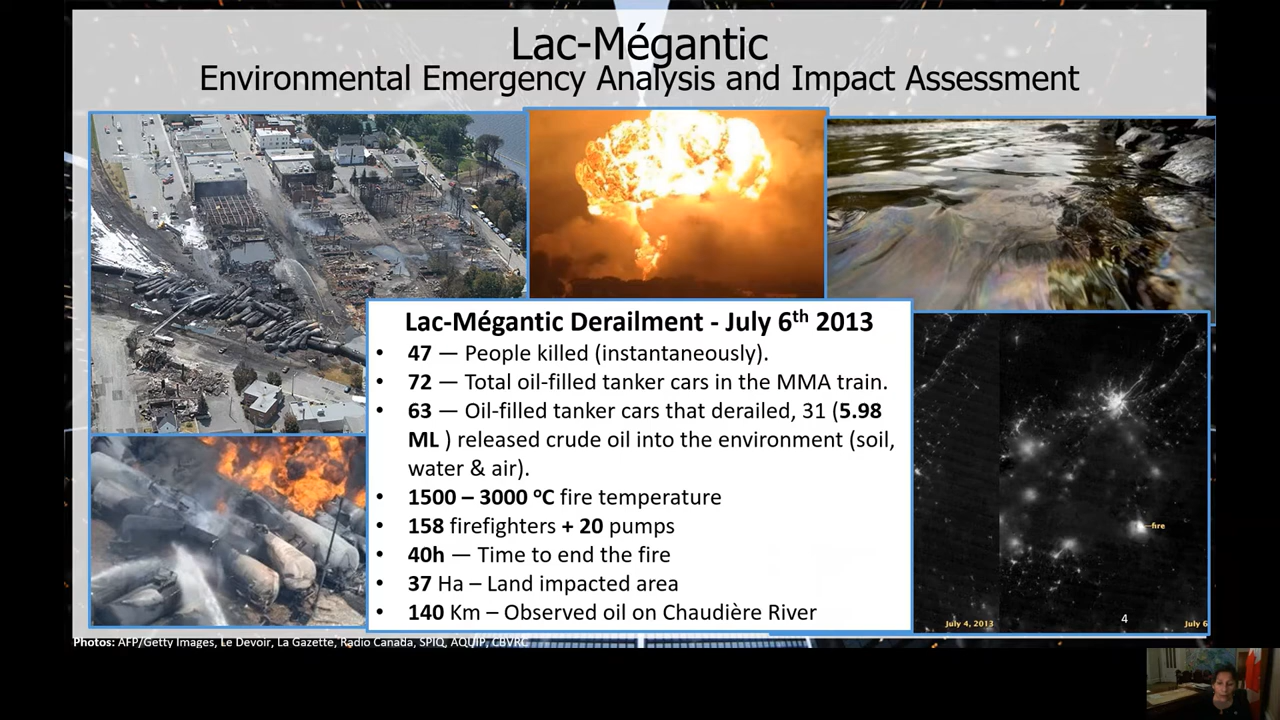 Lac-Mégantic
Environmental Emergency Analysis and Impact Assessment
Lac-Mégantic Derailment - July 6th 2013
• 47 — People killed (instantaneously).
• 72 — Total oil-filled tanker cars in the MMA train.
• 63 — Oil-filled tanker cars that derailed, 31 (5.98
ML ) released crude oil into the environment (soil,
water & air).
• 1500 – 3000 ºC fire temperature
• 158 firefighters + 20 pumps
• 40h — Time to end the fire
• 37 Ha – Land impacted area
• 140 Km – Observed oil on Chaudière River
fire
July 4, 2013
4
July 6
Photos: AFP/Getty Images, Le Devoir, La Gazette, Radio Canada, SPIQ, AQUIP, CBVRC